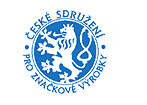 ČESKÉ SDRUŽENÍ
PRO ZNAČKOVÉ VÝROBKY